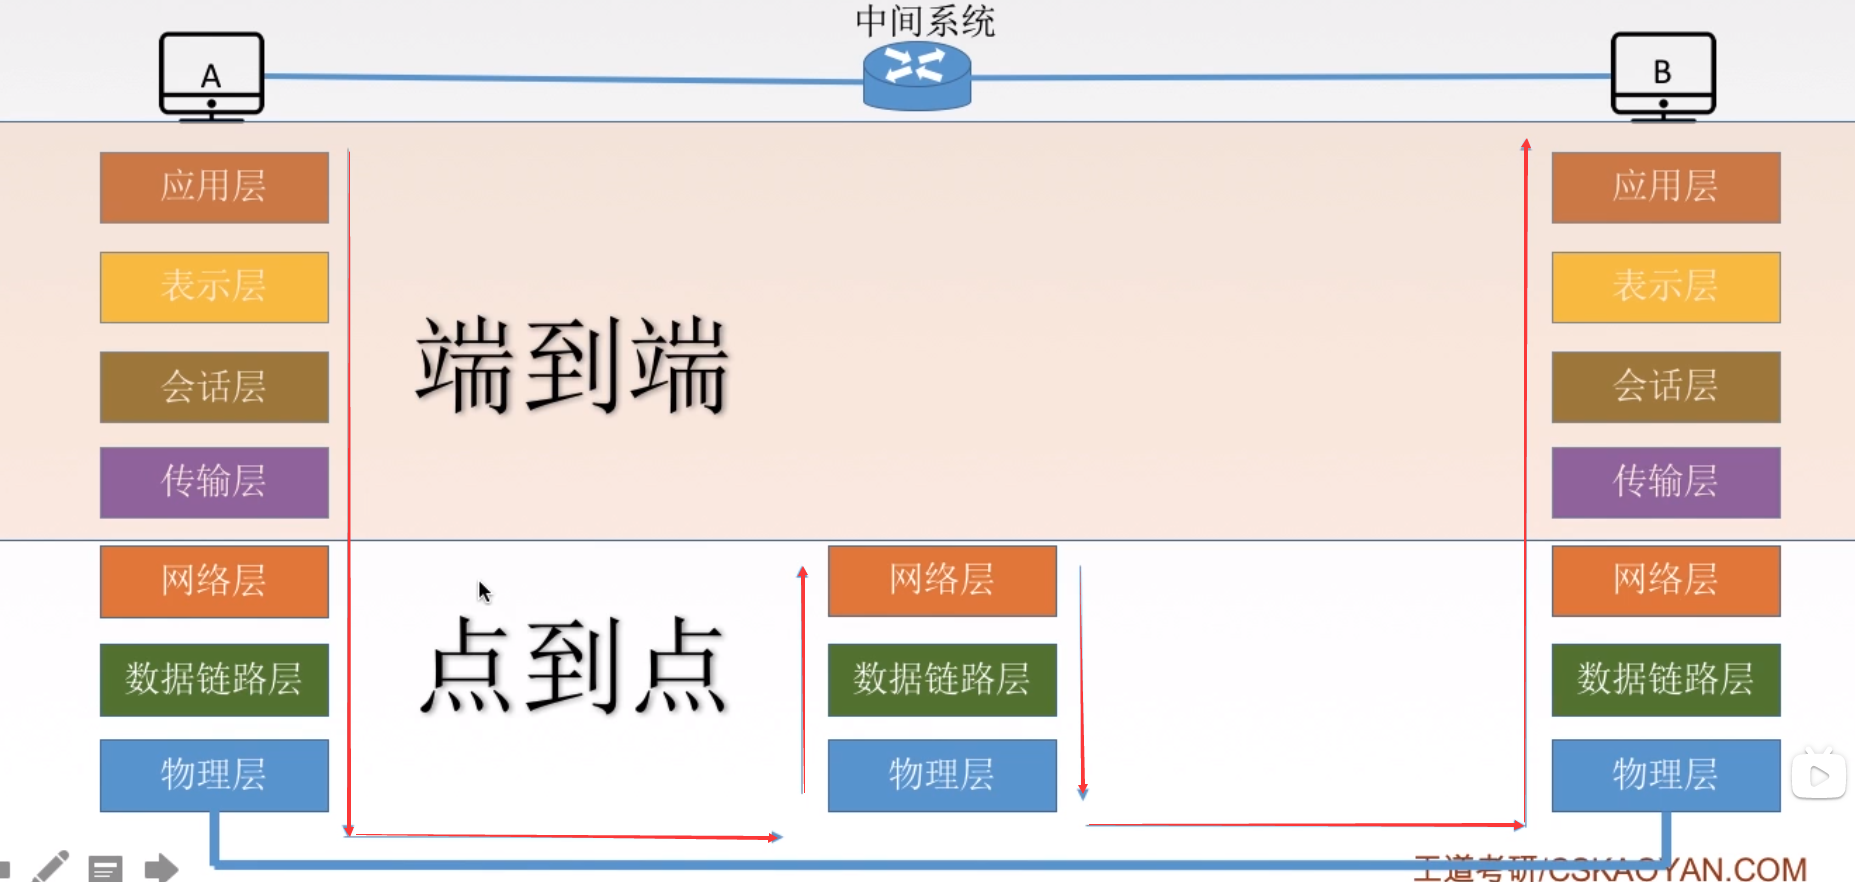 中间系统
A
B
应用层
应用层
表示层
表示层
端到端
会话层
会话层
传输层
传输层
网络层
网络层
网络层
点到点
数据链路层
数据链路层
数据链路层
物理层
物理层
物理层
王道考研/CSKAOYAN.COM